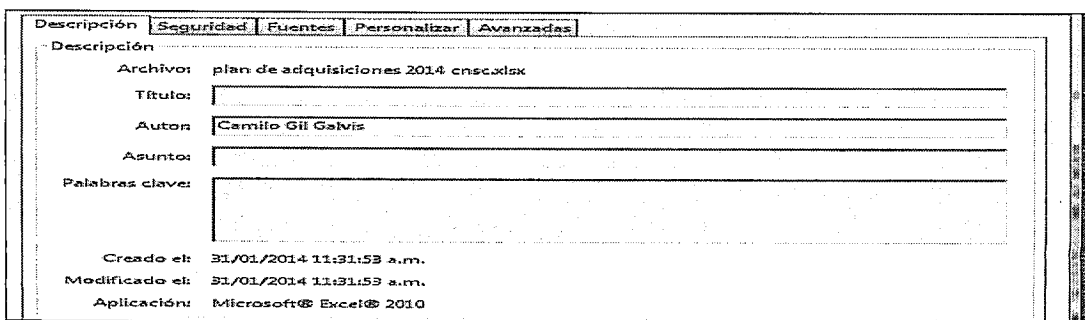 Descripción Seguridad Fuentes Personalizar Avanzadas
Descripción
Archivo: plan de adquisiciones 2014 cnsc.xlsx
Título:
Autor: Camilo Gil Galvis
Asunto:
Palabras clave:
Creado el: 31/01/2014 11:31:53 a.m.
Modificado el: 31/01/2014 11:31:53 a.m.
Aplicación: Microsoft® Excel® 2010